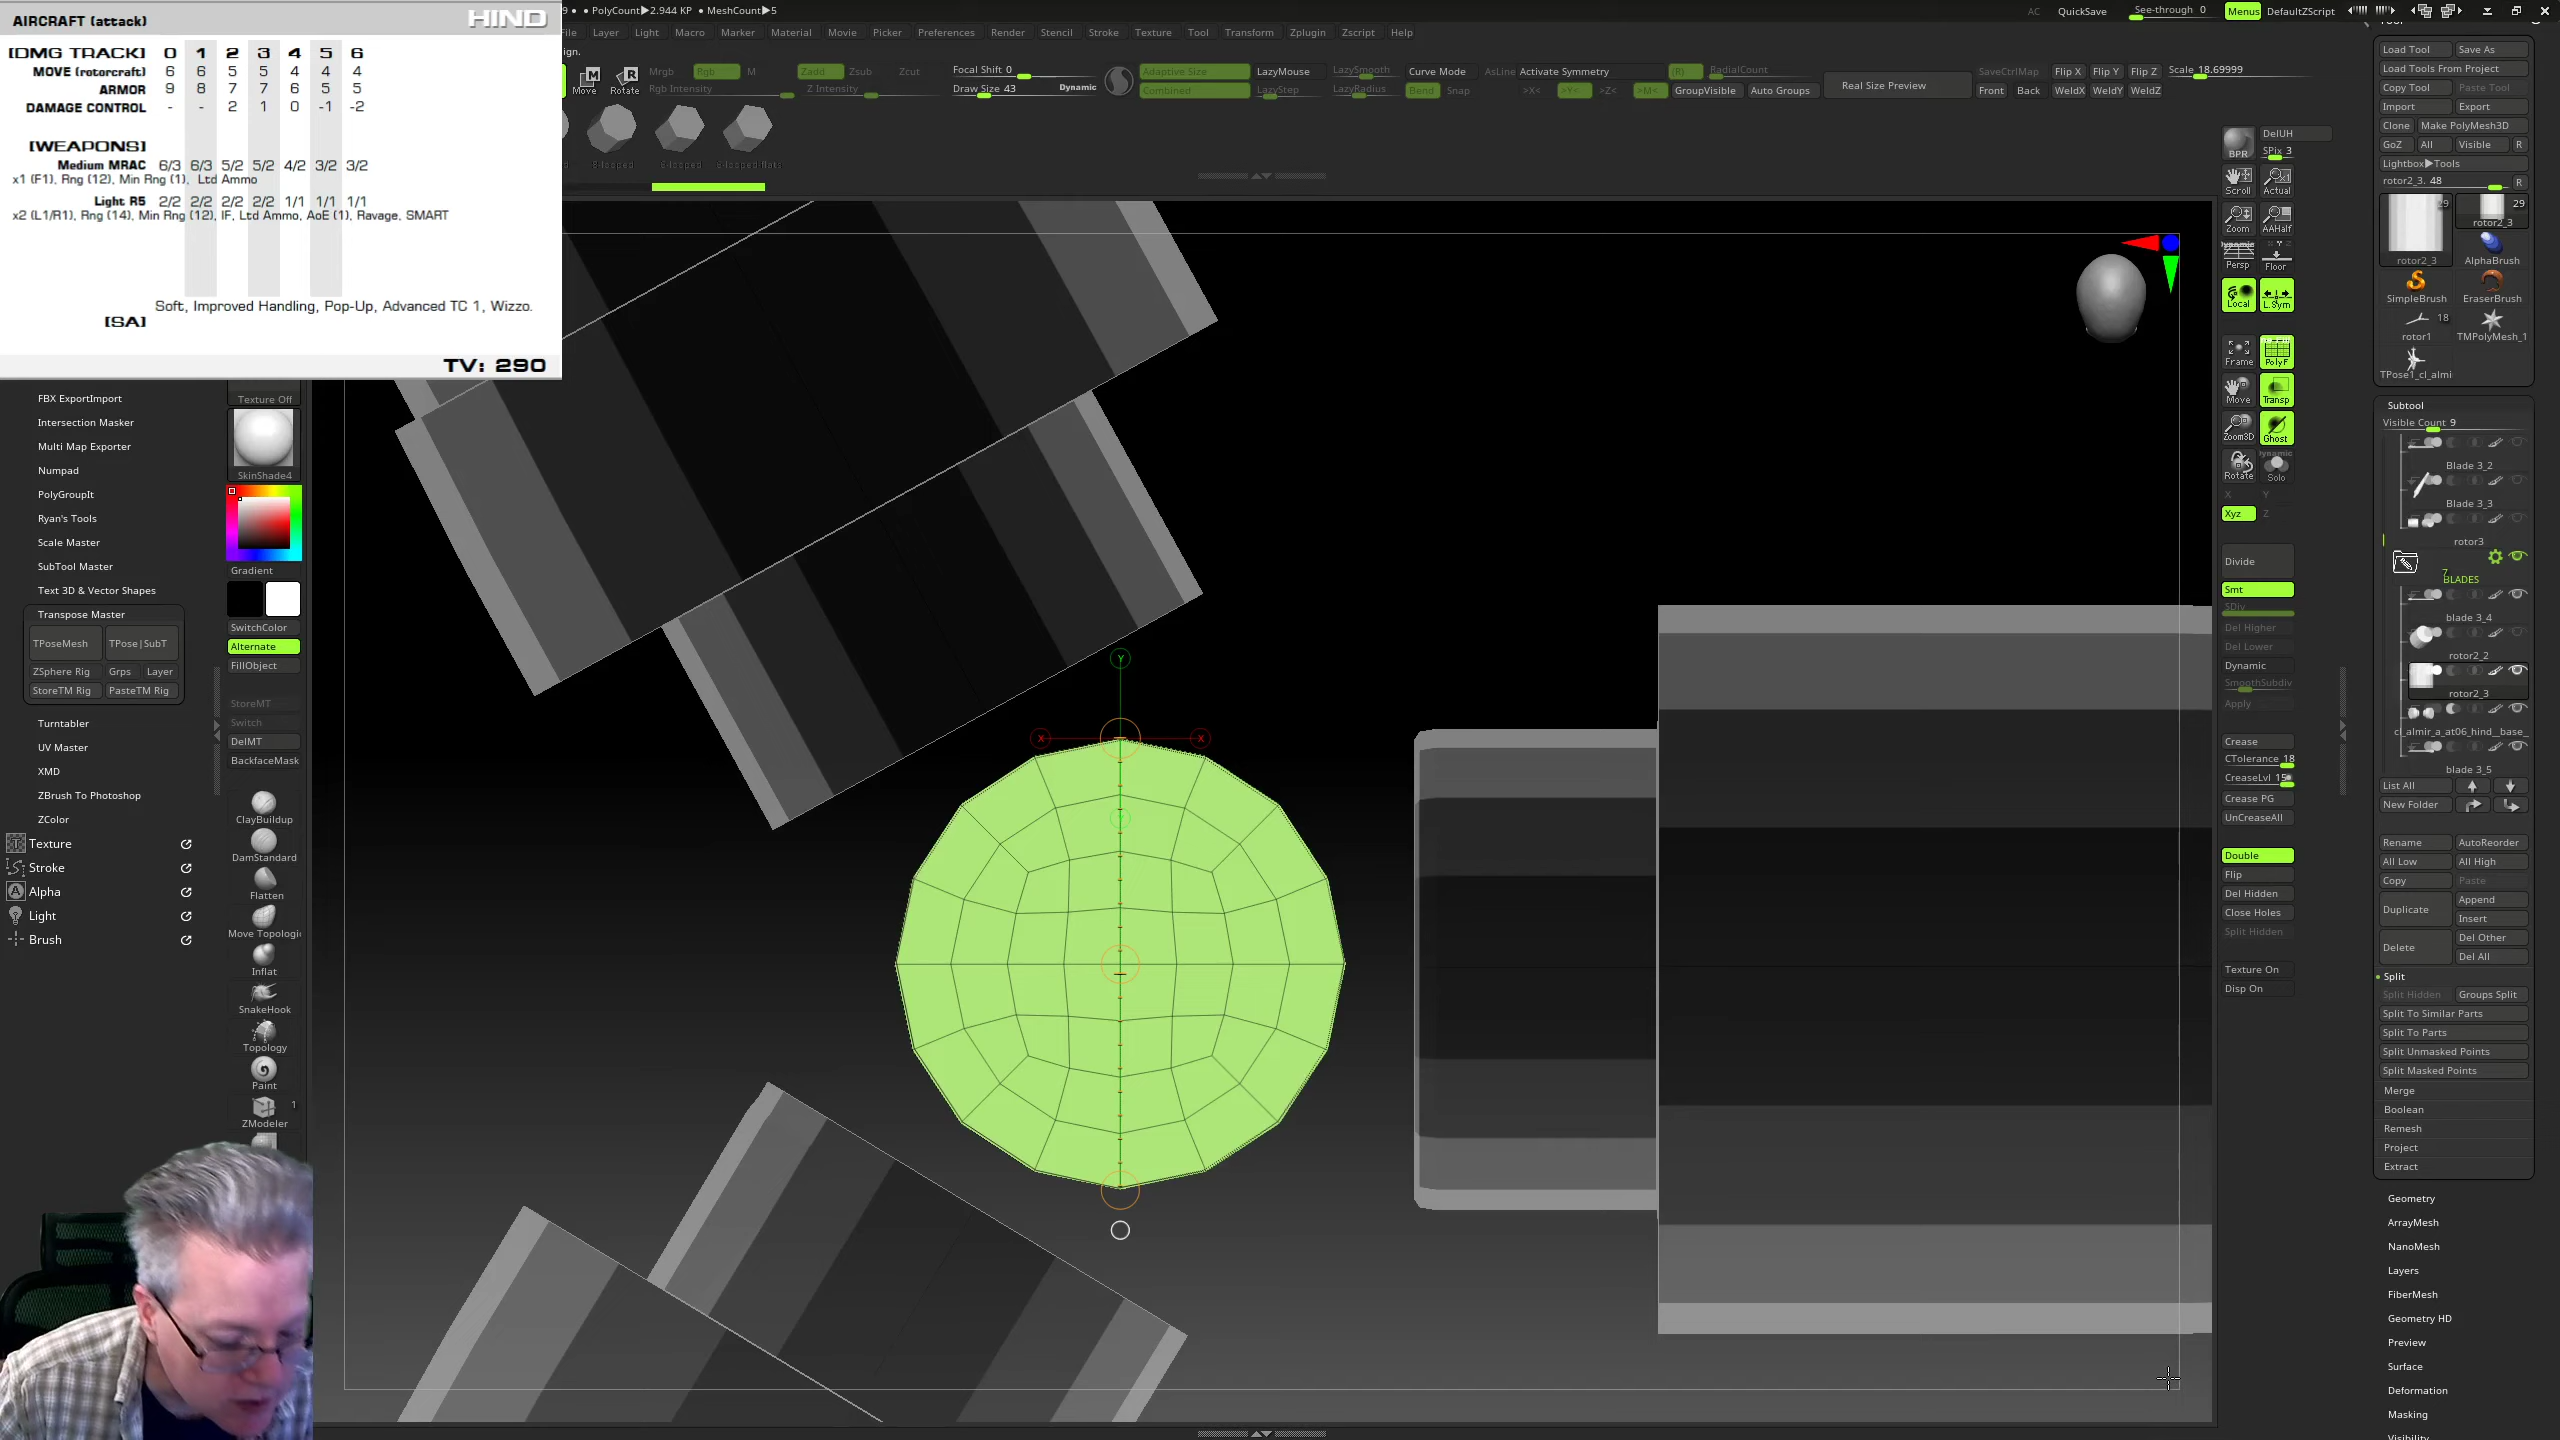 AIRCRAFT (attack) HIND
[DMG TRACK] 0 1 2 3 4 5 6
MOVE (rotorcraft) 6 6 5 5 4 4 4
ARMOR 9 8 7 7 6 5 5
DAMAGE CONTROL - - 2 1 0 -1 -2
[WEAPONS]
Medium MRAC 6/3 6/3 5/2 5/2 4/2 3/2 3/2
x1 (F1), Rng (12), Min Rng (1), Ltd Ammo
Light R5 2/2 2/2 2/2 2/2 1/1 1/1 1/1
x2 (L1/R1), Rng (14), Min Rng (12), IF, Ltd Ammo, AoE (1), Ravage, SMART
Soft, Improved Handling, Pop-Up, Advanced TC 1, Wizzo.
[SA]
TV: 290
PolyCount▶2.944 KP • MeshCount▶5
AC QuickSave See-through 0 Menus DefaultZScript
Layer Light Macro Marker Material Movie Picker Preferences Render Stencil Stroke Texture Tool Transform Zplugin Zscript Help
Move Rotate
Mrgb Rgb M
Rgb Intensity
Zadd Zsub Zcut
Z Intensity
Focal Shift 0
Draw Size 43 Dynamic
Adaptive Size
Combined
LazyMouse LazySmooth
LazyStep LazyRadius
Curve Mode AsLine
Bend Snap
Activate Symmetry (R) RadialCount
>X< >Y< >Z< >M<
GroupVisible Auto Groups
Real Size Preview
SaveCtrlMap Flip X Flip Y Flip Z
Front Back WeldX WeldY WeldZ
Scale 18.69999
FBX ExportImport
Intersection Masker
Multi Map Exporter
Numpad
PolyGroupIt
Ryan's Tools
Scale Master
SubTool Master
Text 3D & Vector Shapes
Transpose Master
TPoseMesh TPose|SubT
ZSphere Rig Grps Layer
StoreTM Rig PasteTM Rig
Turntabler
UV Master
XMD
ZBrush To Photoshop
ZColor
Texture
Stroke
Alpha
Light
Brush
Texture Off
SkinShade4
Gradient
SwitchColor
Alternate
FillObject
StoreMT
Switch
DelMT
BackfaceMask
ClayBuildup
DamStandard
Flatten
Move Topologi
Inflat
SnakeHook
Topology
Paint
1
ZModeler
Y
X X
Y
BPR DelUH
SPix 3
Scroll Actual
Zoom AAHalf
Dynamic
Persp Floor
Local L.Sym
Frame PolyF
Move Transp
Zoom3D Ghost
Dynamic
Rotate Solo
X Y
Xyz Z
Divide
Smt
SDiv
Del Higher
Del Lower
Dynamic
SmoothSubdiv
Apply
Crease
CTolerance 18
CreaseLvl 15
Crease PG
UnCreaseAll
Double
Flip
Del Hidden
Close Holes
Split Hidden
Texture On
Disp On
Load Tool Save As
Load Tools From Project
Copy Tool Paste Tool
Import Export
Clone Make PolyMesh3D
GoZ All Visible R
Lightbox▶Tools
rotor2_3. 48 R
29 29
rotor2_3
rotor2_3 AlphaBrush
SimpleBrush EraserBrush
18
rotor1 TMPolyMesh_1
TPose1_cl_almi
Subtool
Visible Count 9
Blade 3_2
Blade 3_3
rotor3
7
BLADES
blade 3_4
rotor2_2
rotor2_3
cl_almir_a_at06_hind__base_
blade 3_5
List All
New Folder
Rename AutoReorder
All Low All High
Copy Paste
Duplicate Append
Insert
Delete Del Other
Del All
Split
Split Hidden Groups Split
Split To Similar Parts
Split To Parts
Split Unmasked Points
Split Masked Points
Merge
Boolean
Remesh
Project
Extract
Geometry
ArrayMesh
NanoMesh
Layers
FiberMesh
Geometry HD
Preview
Surface
Deformation
Masking
Visibility